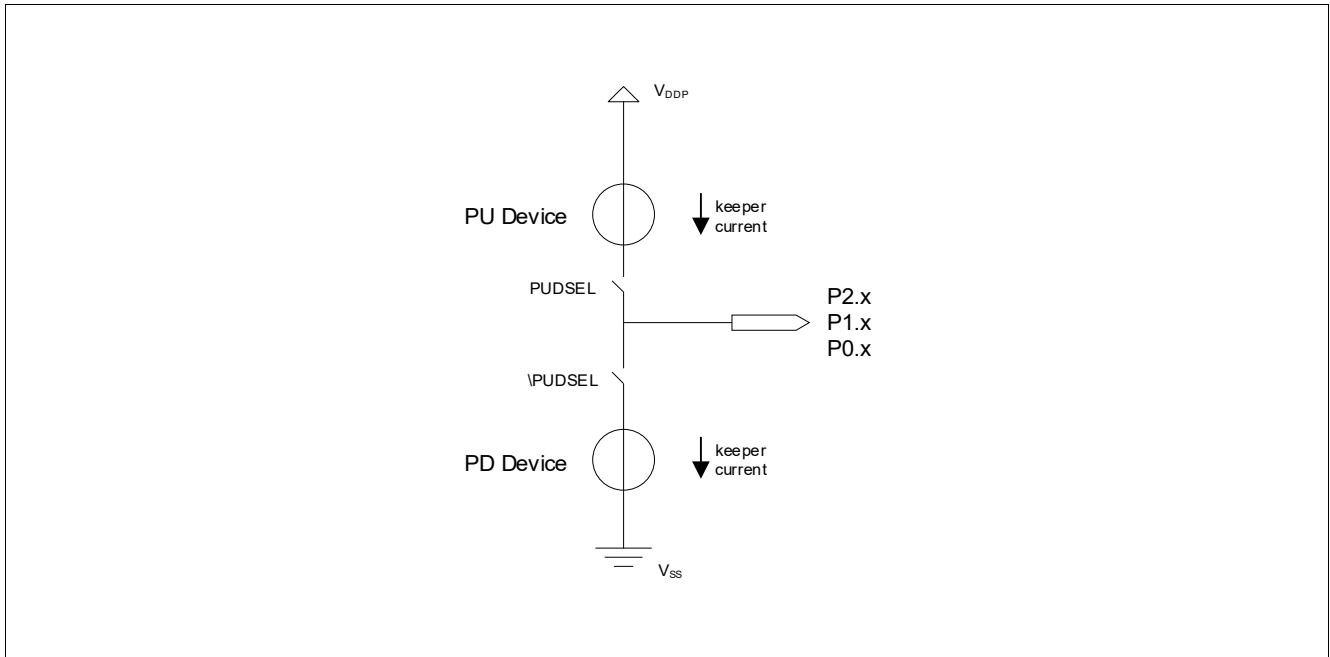 VDDP
PU Device
keeper
current
PUDSEL
P2.x
P1.x
P0.x
\PUDSEL
PD Device
keeper
current
VSS